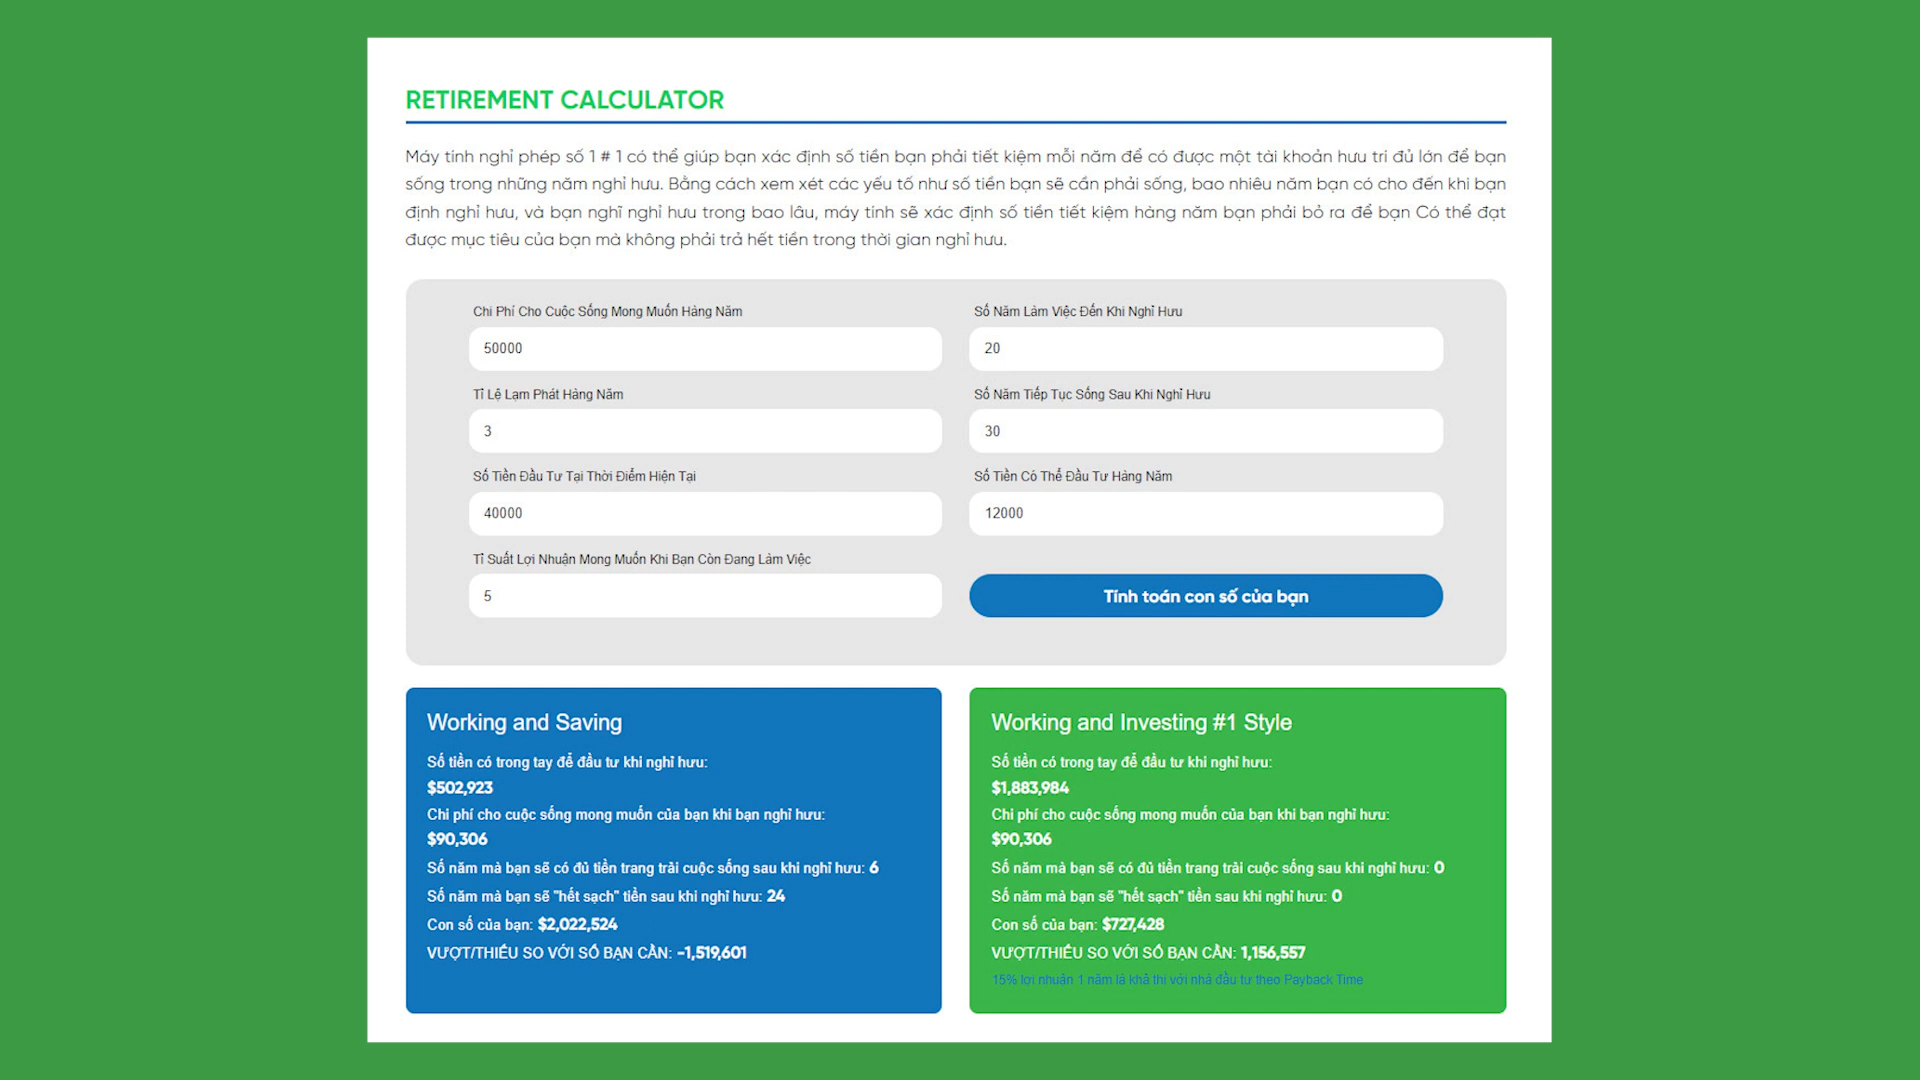 RETIREMENT CALCULATOR
Máy tính nghỉ phép số 1 # 1 có thể giúp bạn xác định số tiền bạn phải tiết kiệm mỗi năm để có được một tài khoản hưu trí đủ lớn để bạn
sống trong những năm nghỉ hưu. Bằng cách xem xét các yếu tố như số tiền bạn sẽ cần phải sống, bao nhiêu năm bạn có cho đến khi bạn
định nghỉ hưu, và bạn nghĩ nghỉ hưu trong bao lâu, máy tính sẽ xác định số tiền tiết kiệm hàng năm bạn phải bỏ ra để bạn Có thể đạt
được mục tiêu của bạn mà không phải trả hết tiền trong thời gian nghỉ hưu.
Chi Phí Cho Cuộc Sống Mong Muốn Hàng Năm
50000
Số Năm Làm Việc Đến Khi Nghỉ Hưu
20
Tỉ Lệ Lạm Phát Hàng Năm
3
Số Năm Tiếp Tục Sống Sau Khi Nghỉ Hưu
30
Số Tiền Đầu Tư Tại Thời Điểm Hiện Tại
40000
Số Tiền Có Thể Đầu Tư Hàng Năm
12000
Tỉ Suất Lợi Nhuận Mong Muốn Khi Bạn Còn Đang Làm Việc
5
Tính toán con số của bạn
Working and Saving
Số tiền có trong tay để đầu tư khi nghỉ hưu:
$502,923
Chi phí cho cuộc sống mong muốn của bạn khi bạn nghỉ hưu:
$90,306
Số năm mà bạn sẽ có đủ tiền trang trải cuộc sống sau khi nghỉ hưu: 6
Số năm mà bạn sẽ "hết sạch" tiền sau khi nghỉ hưu: 24
Con số của bạn: $2,022,524
VƯỢT/THIẾU SO VỚI SỐ BẠN CẦN: -1,519,601
Working and Investing #1 Style
Số tiền có trong tay để đầu tư khi nghỉ hưu:
$1,883,984
Chi phí cho cuộc sống mong muốn của bạn khi bạn nghỉ hưu:
$90,306
Số năm mà bạn sẽ có đủ tiền trang trải cuộc sống sau khi nghỉ hưu: 0
Số năm mà bạn sẽ "hết sạch" tiền sau khi nghỉ hưu: 0
Con số của bạn: $727,428
VƯỢT/THIẾU SO VỚI SỐ BẠN CẦN: 1,156,557
15% lợi nhuận 1 năm là khả thi với nhà đầu tư theo Payback Time